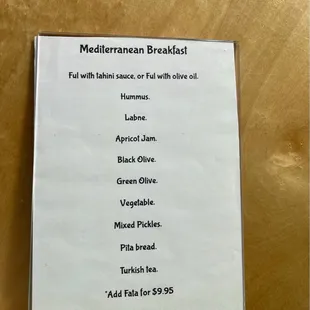 Mediterranean Breakfast
Ful with tahini sauce, or Ful with olive oil.
Hummus.
Labne.
Apricot Jam.
Black Olive.
Green Olive.
Vegetable.
Mixed Pickles.
Pita bread.
Turkish tea.
*Add Fata for $9.95